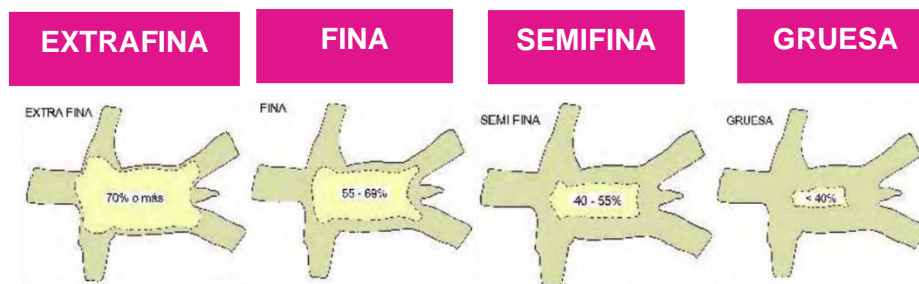 EXTRAFINA
FINA
SEMIFINA
GRUESA
EXTRA FINA
FINA
SEMI FINA
GRUESA
70% o más
55 - 69%
40 - 55%
< 40%